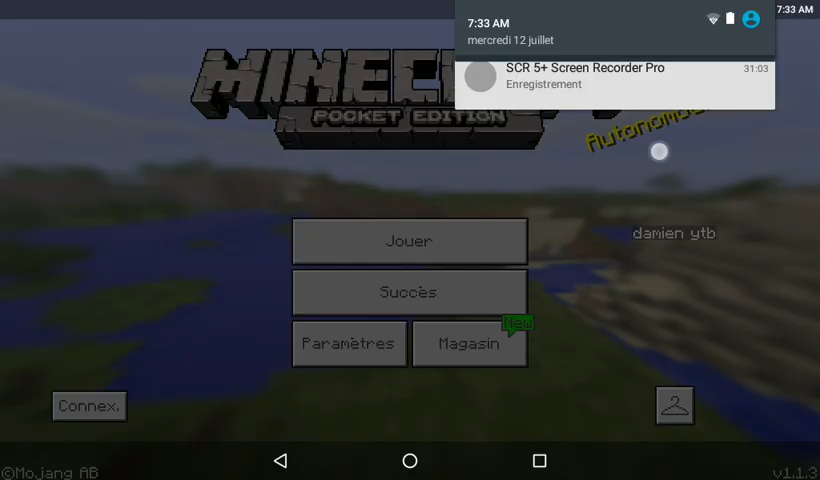 7:33 AM
7:33 AM
mercredi 12 juillet
SCR 5+ Screen Recorder Pro
31:03
Enregistrement
POCKET EDITION
damien ytb
Jouer
Succès
New
Paramètres
Magasin
Connex.
©Mojang AB
v1.1.3